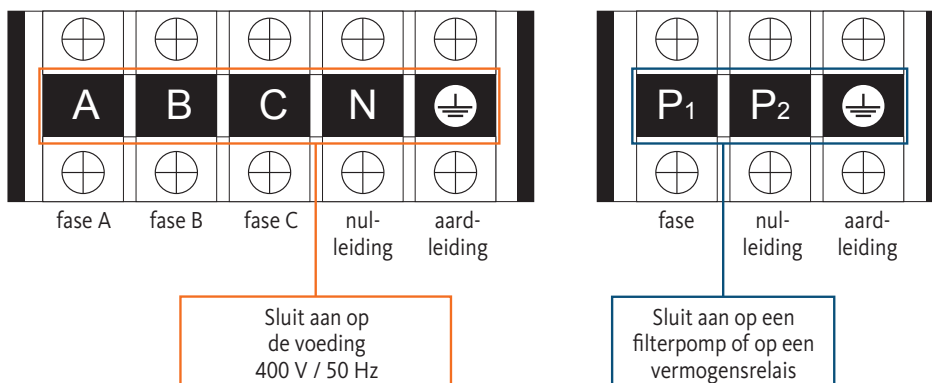 A B C N
P1 P2
fase A fase B fase C nul-leiding aard-leiding
fase nul-leiding aard-leiding
Sluit aan op
de voeding
400 V / 50 Hz
Sluit aan op een
filterpomp of op een
vermogensrelais